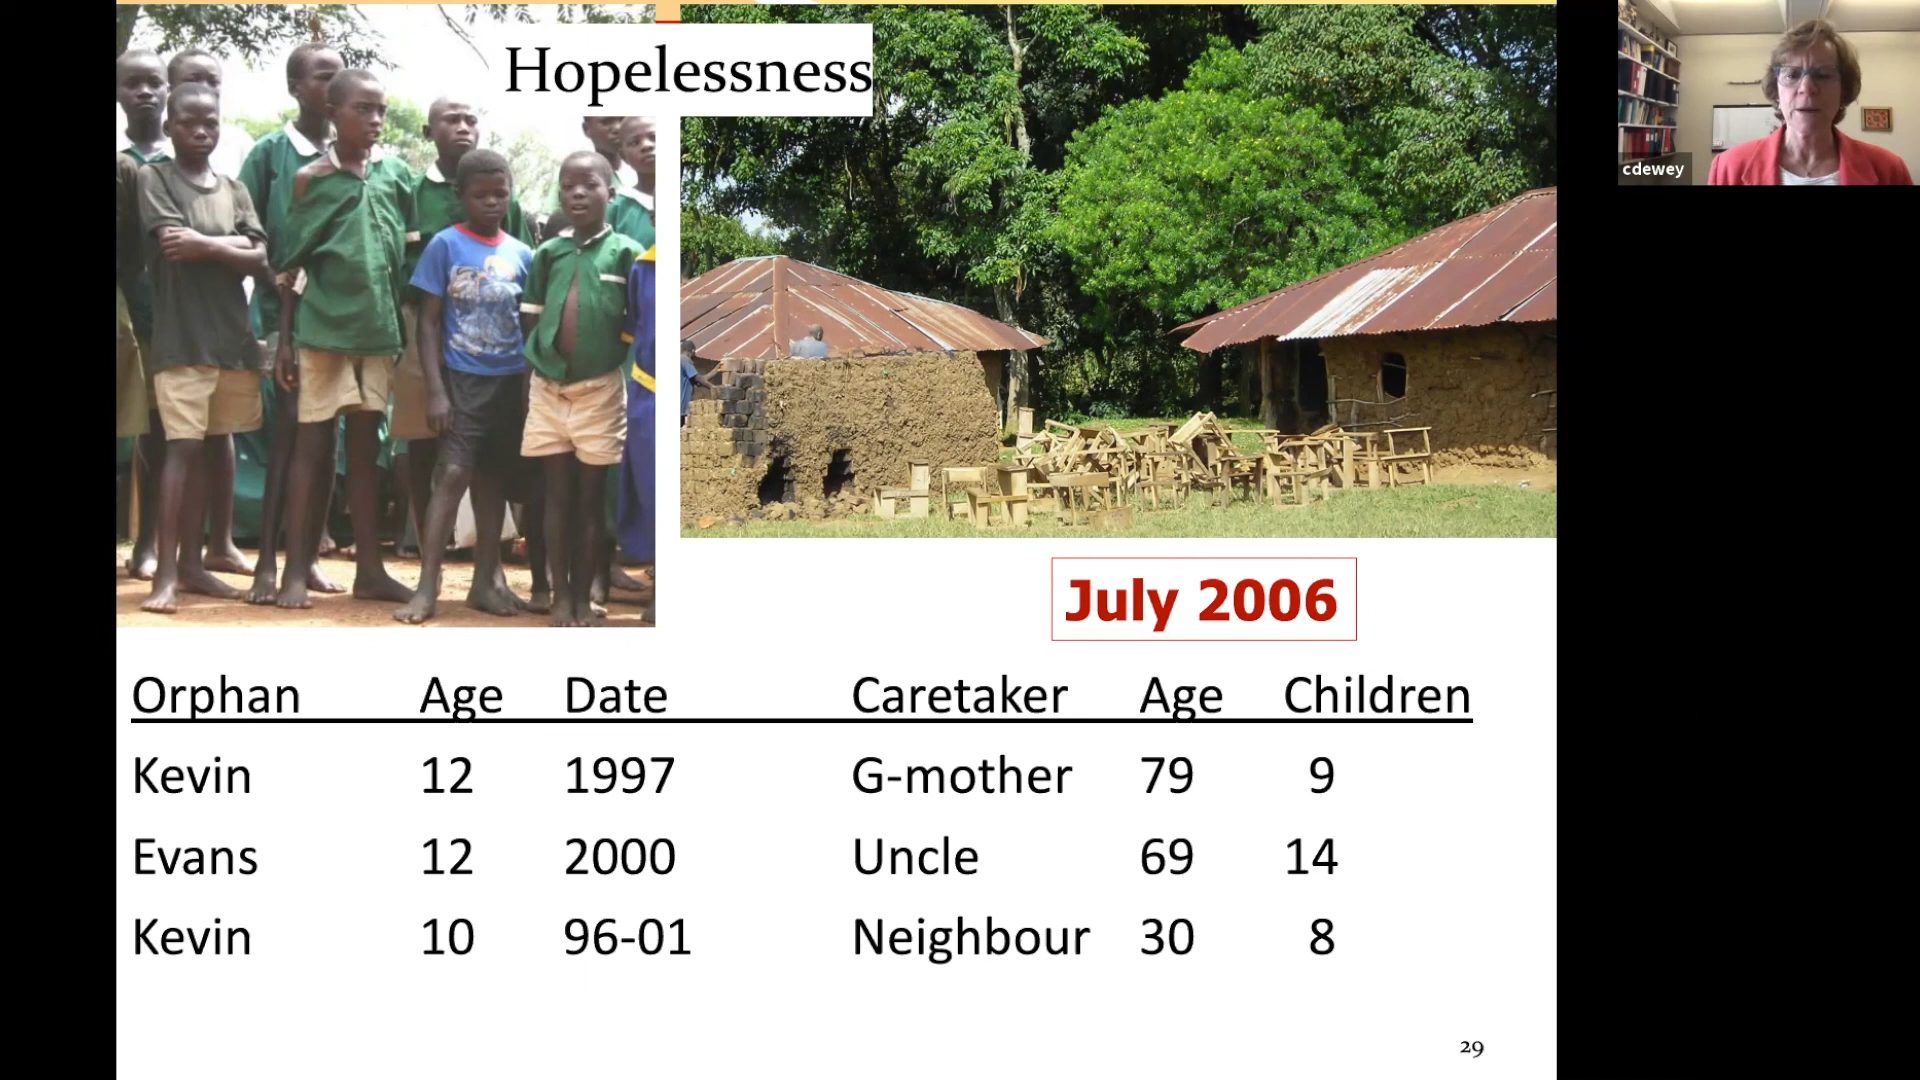 Hopelessness
cdewey
July 2006
Orphan Age Date Caretaker Age Children
Kevin 12 1997 G-mother 79 9
Evans 12 2000 Uncle 69 14
Kevin 10 96-01 Neighbour 30 8
29